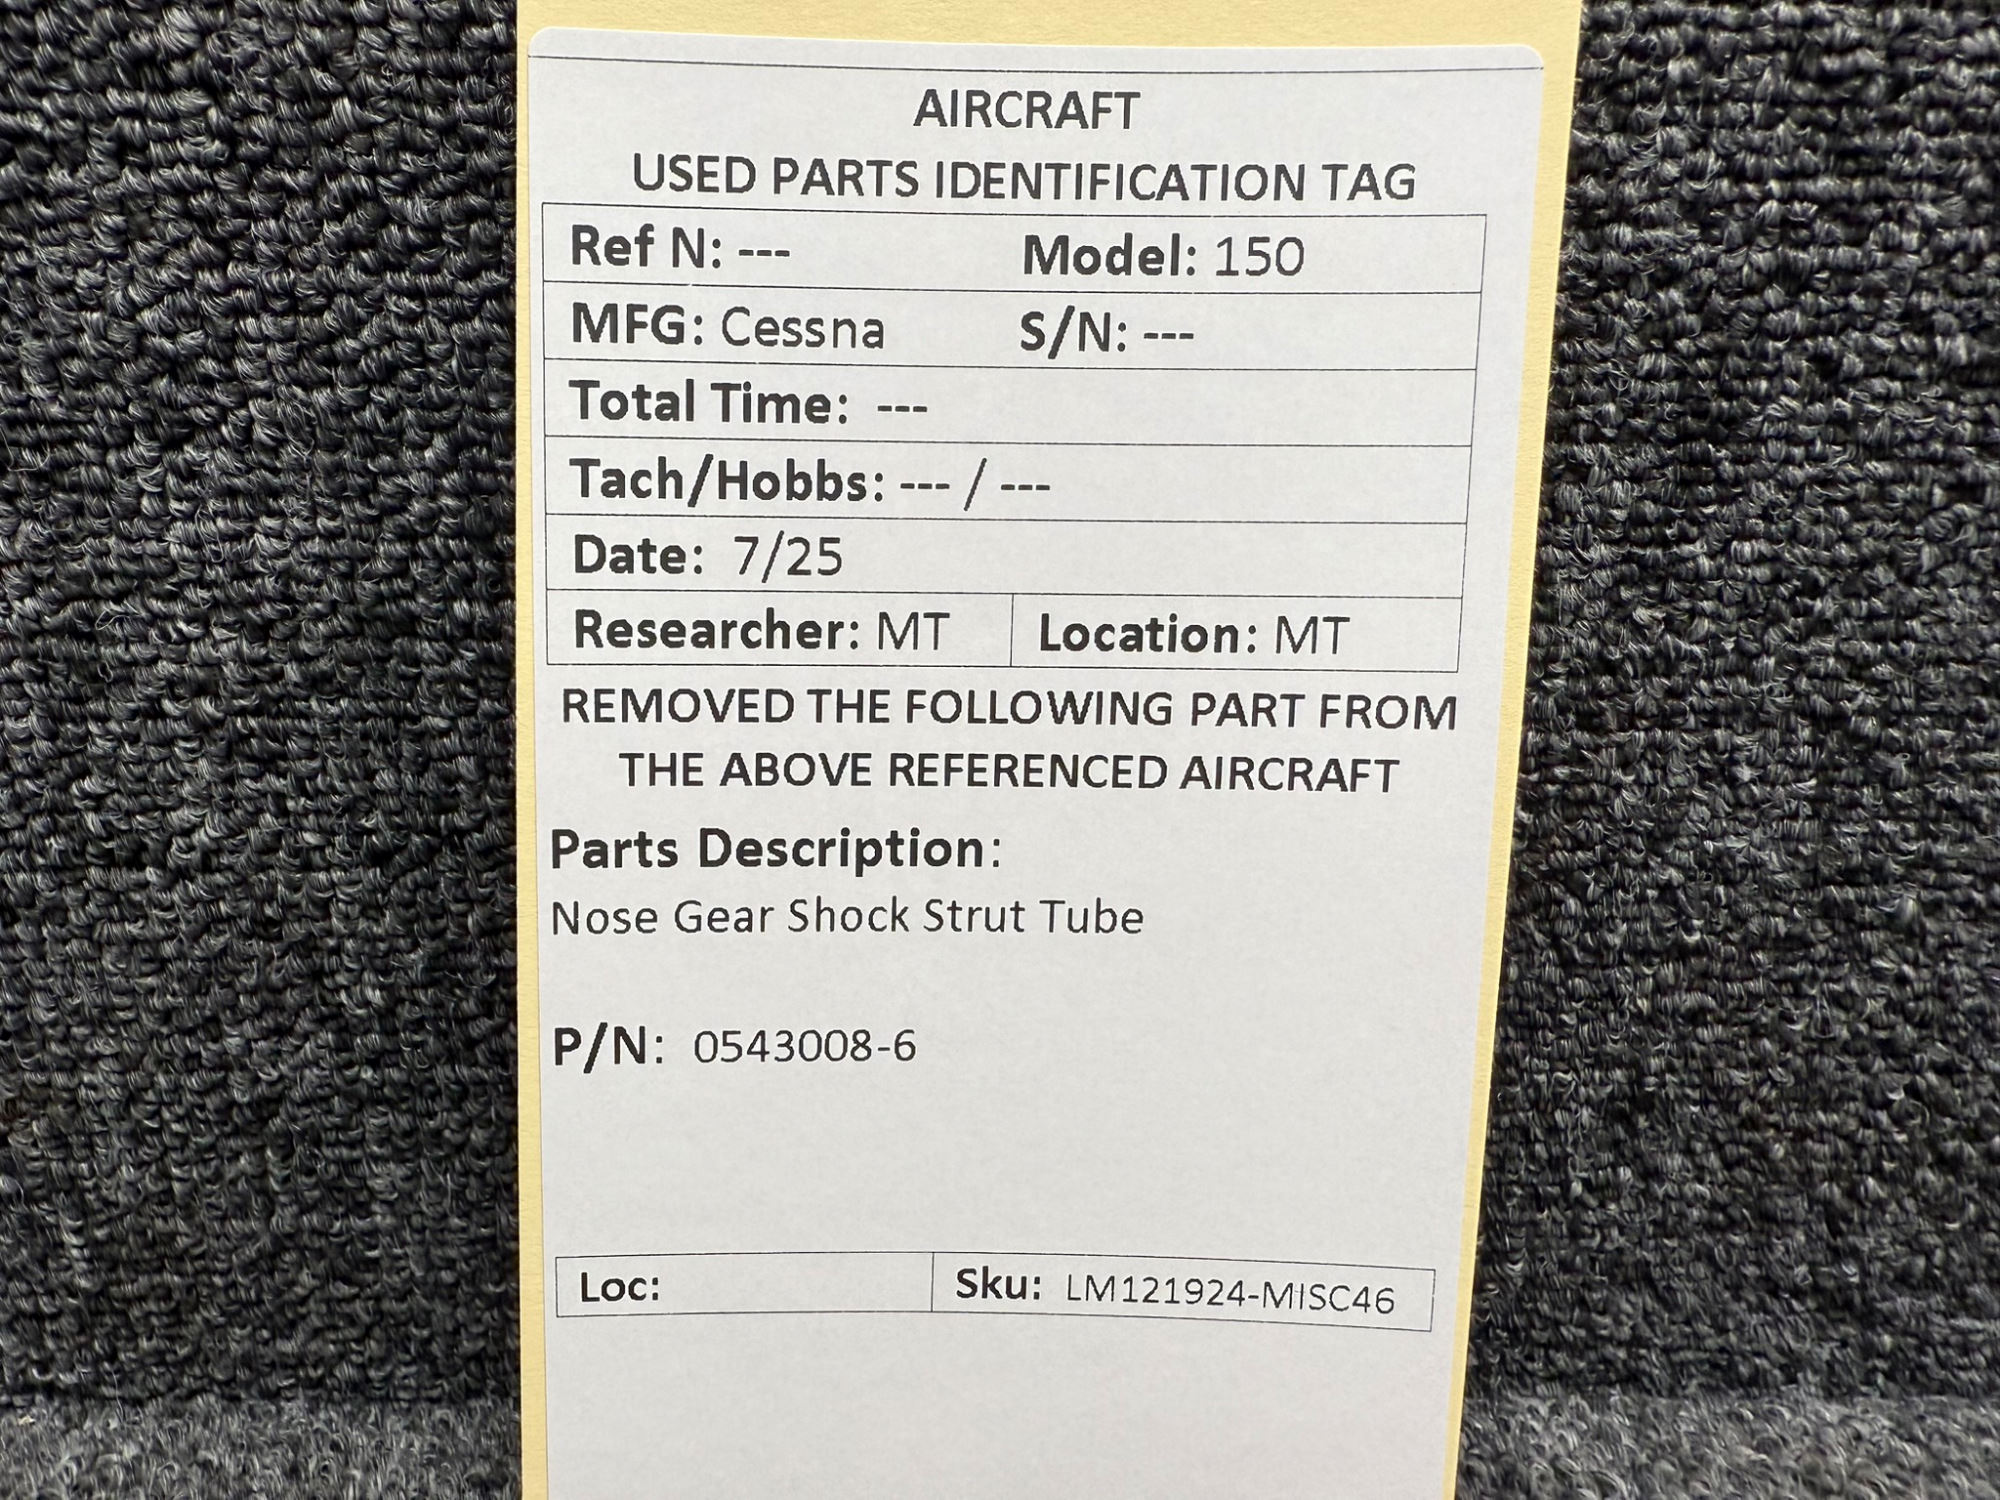 AIRCRAFT
USED PARTS IDENTIFICATION TAG
Ref N: --- Model: 150
MFG: Cessna S/N: ---
Total Time: ---
Tach/Hobbs: --- / ---
Date: 7/25
Researcher: MT Location: MT
REMOVED THE FOLLOWING PART FROM
THE ABOVE REFERENCED AIRCRAFT
Parts Description:
Nose Gear Shock Strut Tube
P/N: 0543008-6
Loc: Sku: LM121924-MISC46